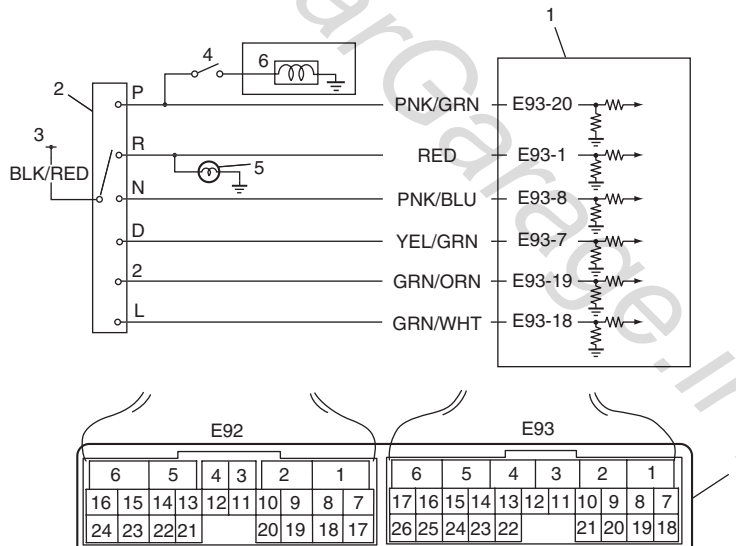 1
4
6
2
P
PNK/GRN E93-20
3
R
RED E93-1
BLK/RED
5
N
PNK/BLU E93-8
D
YEL/GRN E93-7
2
GRN/ORN E93-19
L
GRN/WHT E93-18
E92 E93
6 5 4 3 2 1 6 5 4 3 2 1
16 15 14 13 12 11 10 9 8 7 17 16 15 14 13 12 11 10 9 8 7
24 23 22 21 20 19 18 17 26 25 24 23 22 21 20 19 18
arGarage.in